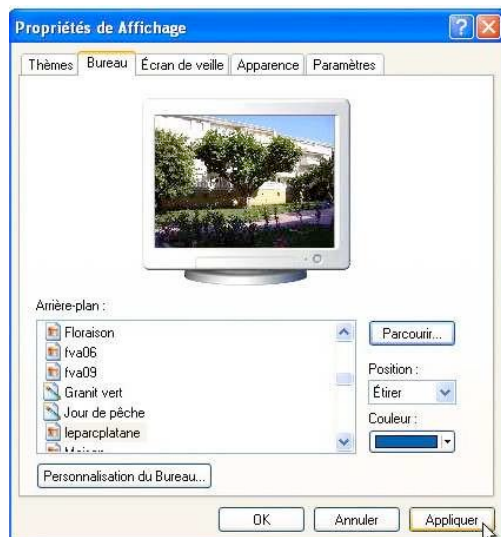 Propriétés de Affichage
Thèmes Bureau Écran de veille Apparence Paramètres
Arrière-plan :
Floraison
fva06
fva09
Granit vert
Jour de pêche
leparcplatane
Maison
Parcourir...
Position :
Étirer
Couleur :
Personnalisation du Bureau...
OK Annuler Appliquer